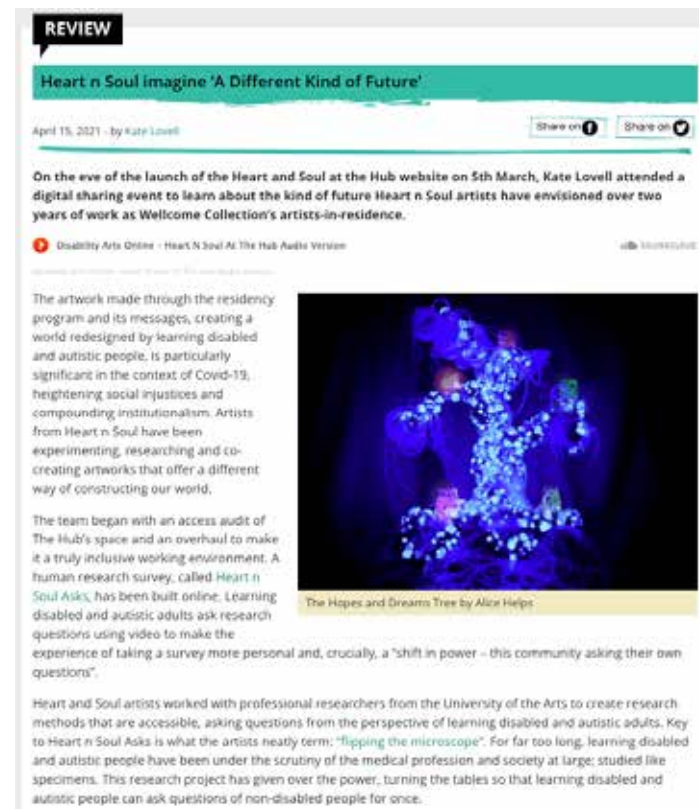 REVIEW
Heart n Soul imagine ‘A Different Kind of Future’
April 15, 2021 - by Kate Lovell
Share on
Share on
On the eve of the launch of the Heart and Soul at the Hub website on 5th March, Kate Lovell attended a
digital sharing event to learn about the kind of future Heart n Soul artists have envisioned over two
years of work as Wellcome Collection’s artists-in-residence.
Disability Arts Online - Heart N Soul At The Hub Audio Version
SOUNDCLOUD
The artwork made through the residency
program and its messages, creating a
world redesigned by learning disabled
and autistic people, is particularly
significant in the context of Covid-19,
heightening social injustices and
compounding institutionalism. Artists
from Heart n Soul have been
experimenting, researching and co-
creating artworks that offer a different
way of constructing our world.
The team began with an access audit of
The Hub’s space and an overhaul to make
it a truly inclusive working environment. A
human research survey, called Heart n
Soul Asks, has been built online. Learning
disabled and autistic adults ask research
questions using video to make the
The Hopes and Dreams Tree by Alice Helps
experience of taking a survey more personal and, crucially, a “shift in power – this community asking their own
questions”.
Heart and Soul artists worked with professional researchers from the University of the Arts to create research
methods that are accessible, asking questions from the perspective of learning disabled and autistic adults. Key
to Heart n Soul Asks is what the artists neatly term: “flipping the microscope”. For far too long, learning disabled
and autistic people have been under the scrutiny of the medical profession and society at large; studied like
specimens. This research project has given over the power, turning the tables so that learning disabled and
autistic people can ask questions of non-disabled people for once.